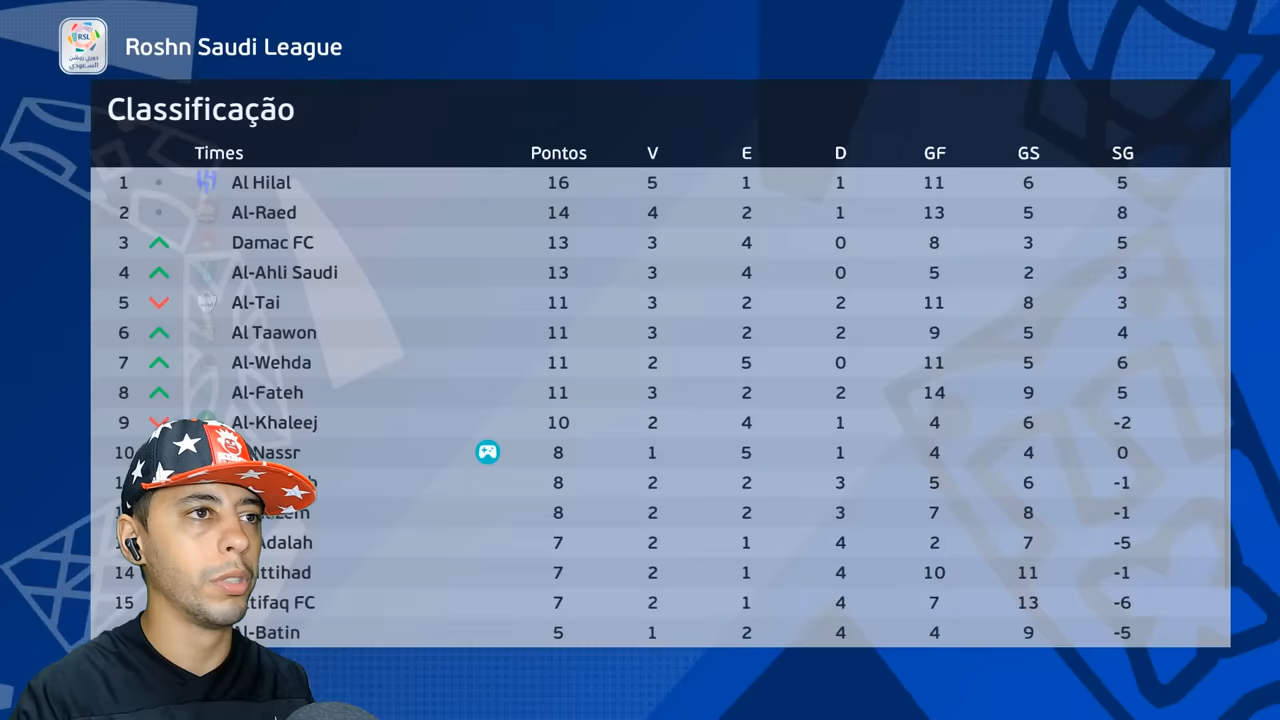 RSL
دوري روشن
السعودي
Roshn Saudi League
Classificação
Times Pontos V E D GF GS SG
1 Al Hilal 16 5 1 1 11 6 5
2 Al-Raed 14 4 2 1 13 5 8
3 Damac FC 13 3 4 0 8 3 5
4 Al-Ahli Saudi 13 3 4 0 5 2 3
5 Al-Tai 11 3 2 2 11 8 3
6 Al Taawon 11 3 2 2 9 5 4
7 Al-Wehda 11 2 5 0 11 5 6
8 Al-Fateh 11 3 2 2 14 9 5
9 Al-Khaleej 10 2 4 1 4 6 -2
10 Nassr 8 1 5 1 4 4 0
8 2 2 3 5 6 -1
8 2 2 3 7 8 -1
Adalah 7 2 1 4 2 7 -5
14 ttihad 7 2 1 4 10 11 -1
15 tifaq FC 7 2 1 4 7 13 -6
Al-Batin 5 1 2 4 4 9 -5